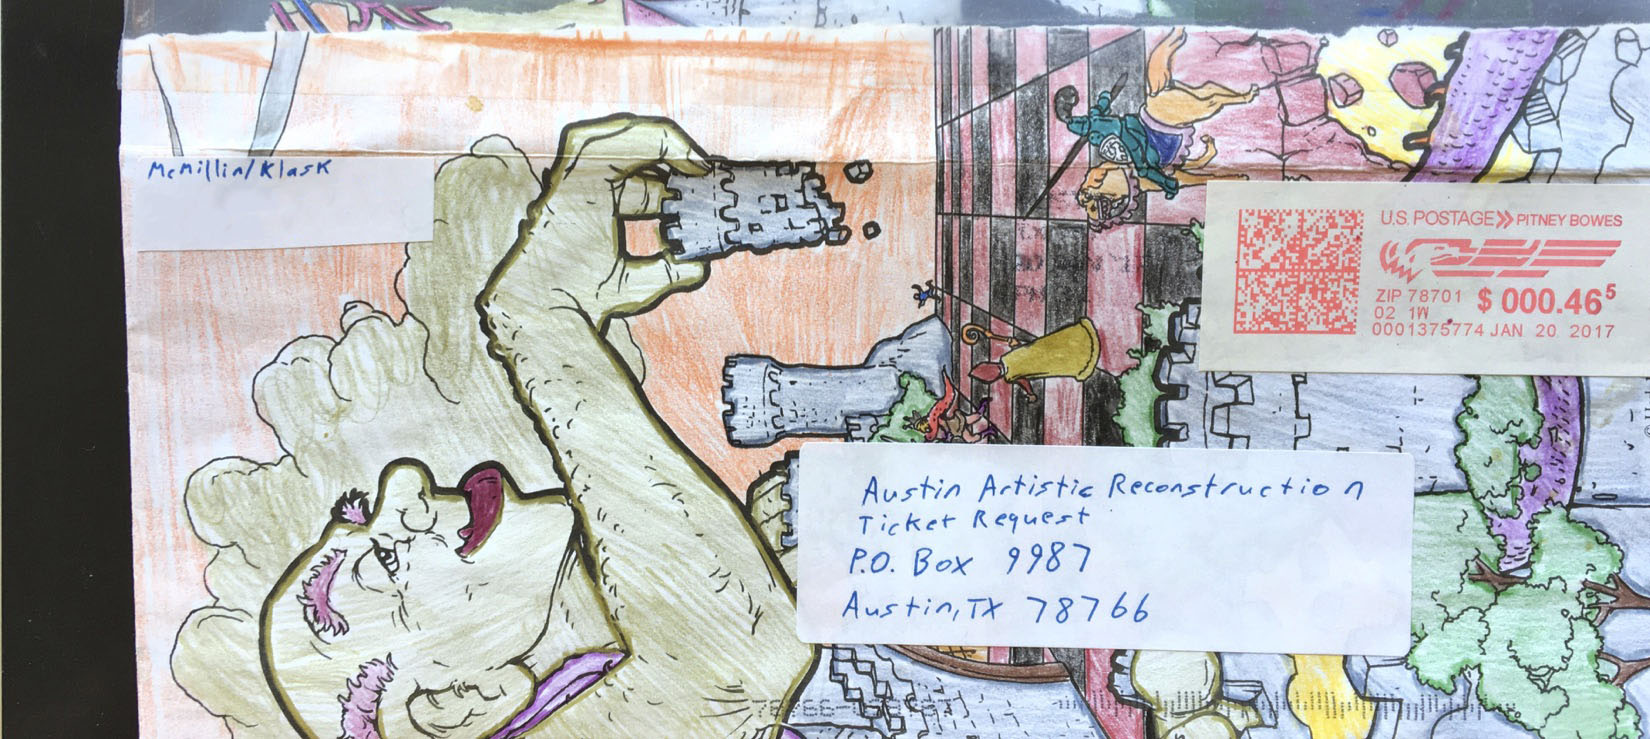 McMillin/Klask
U.S. POSTAGE PITNEY BOWES
ZIP 78701 $ 000.46⁵
02 1W
0001375774 JAN 20 2017
Austin Artistic Reconstruction
Ticket Request
P.O. Box 9987
Austin, TX 78766